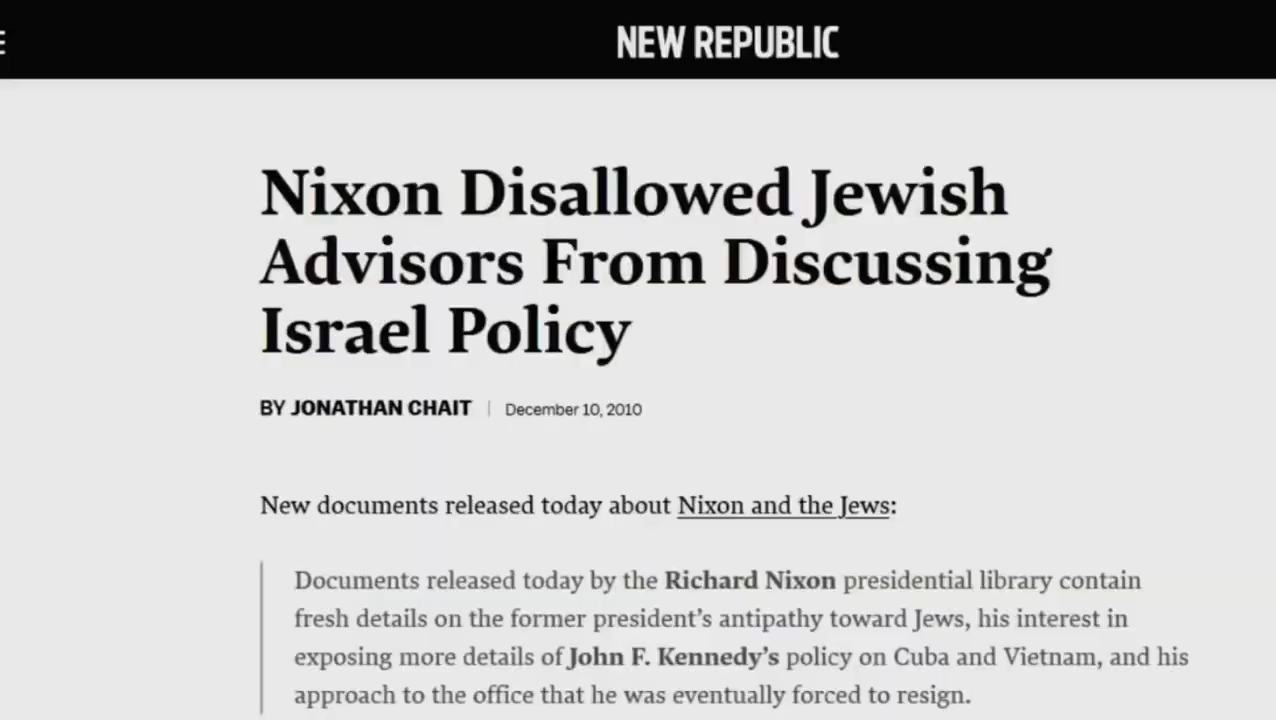 NEW REPUBLIC
Nixon Disallowed Jewish
Advisors From Discussing
Israel Policy
BY JONATHAN CHAIT | December 10, 2010
New documents released today about Nixon and the Jews:
Documents released today by the Richard Nixon presidential library contain
fresh details on the former president’s antipathy toward Jews, his interest in
exposing more details of John F. Kennedy’s policy on Cuba and Vietnam, and his
approach to the office that he was eventually forced to resign.